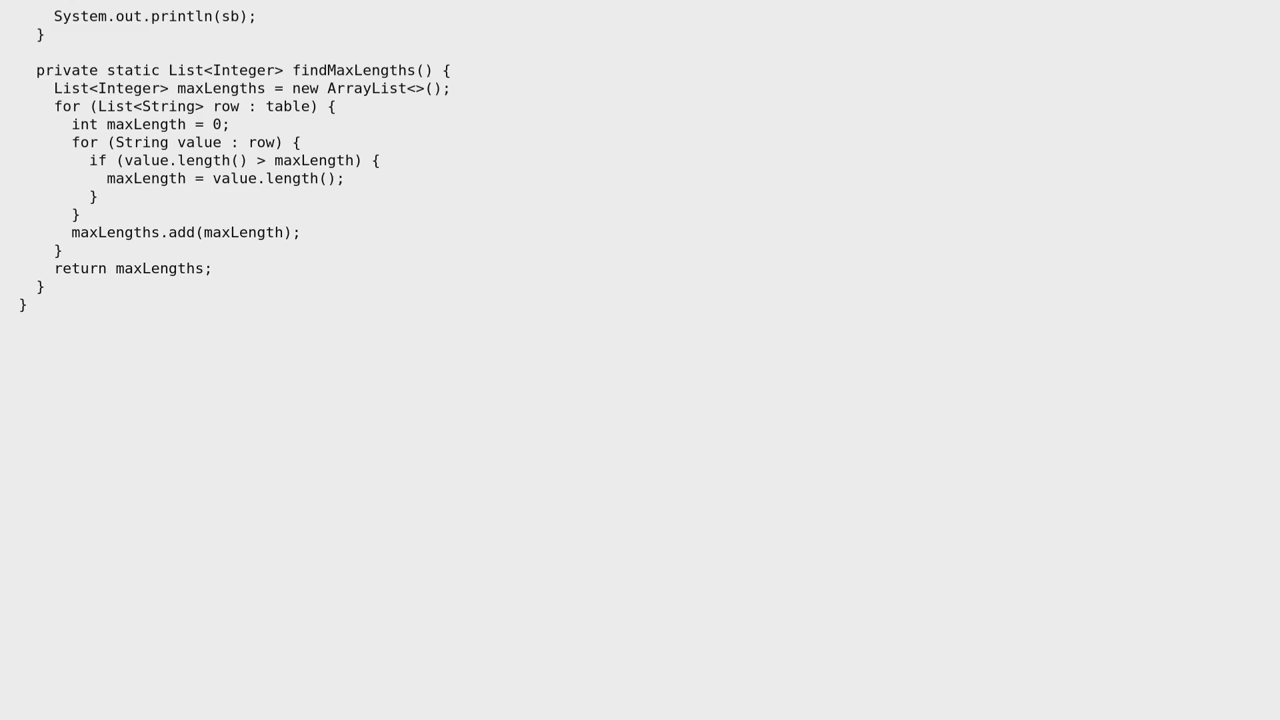 System.out.println(sb);
  }

  private static List<Integer> findMaxLengths() {
    List<Integer> maxLengths = new ArrayList<>();
    for (List<String> row : table) {
      int maxLength = 0;
      for (String value : row) {
        if (value.length() > maxLength) {
          maxLength = value.length();
        }
      }
      maxLengths.add(maxLength);
    }
    return maxLengths;
  }
}